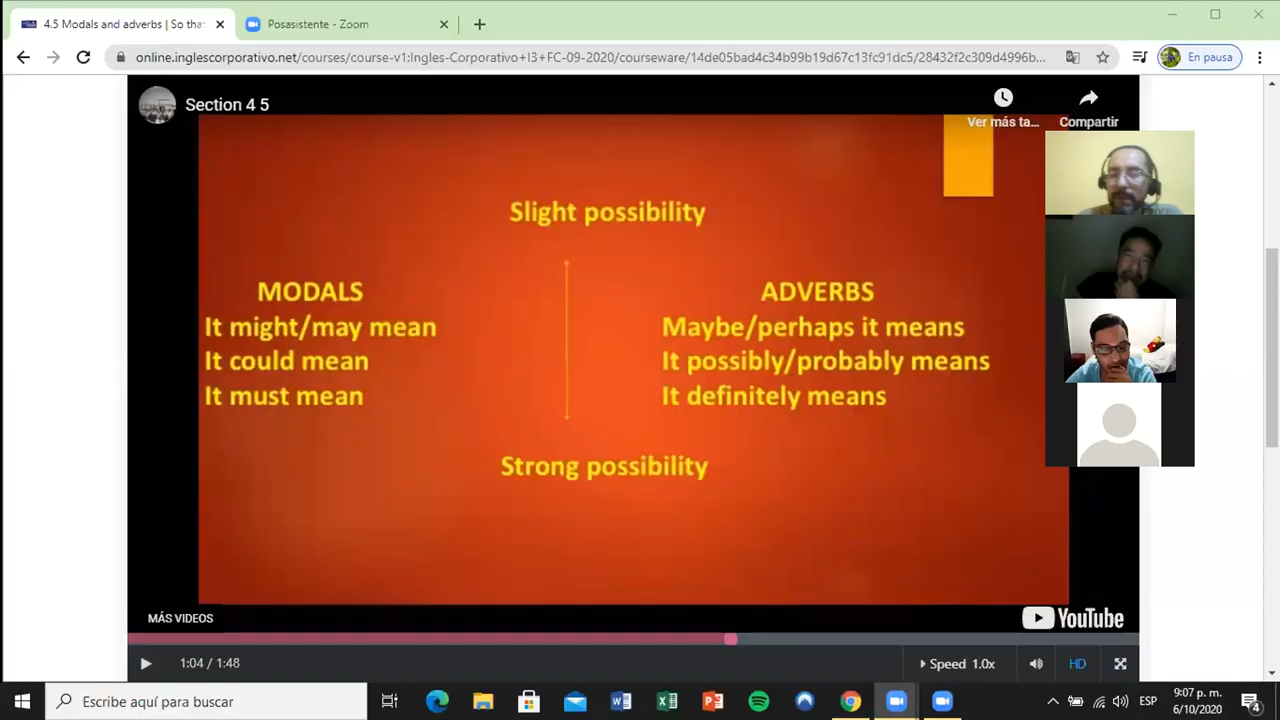 4.5 Modals and adverbs | So tha
Posasistente - Zoom
online.inglescorporativo.net/courses/course-v1:Ingles-Corporativo+I3+FC-09-2020/courseware/14de05bad4c34b99b19d67c13fc91dc5/28432f2c309d4996b...
En pausa
Section 4 5
Ver más ta...
Compartir
Slight possibility
MODALS
It might/may mean
It could mean
It must mean
ADVERBS
Maybe/perhaps it means
It possibly/probably means
It definitely means
Strong possibility
MÁS VIDEOS
YouTube
1:04 / 1:48
Speed 1.0x
HD
Escribe aquí para buscar
ESP
9:07 p. m.
6/10/2020
4